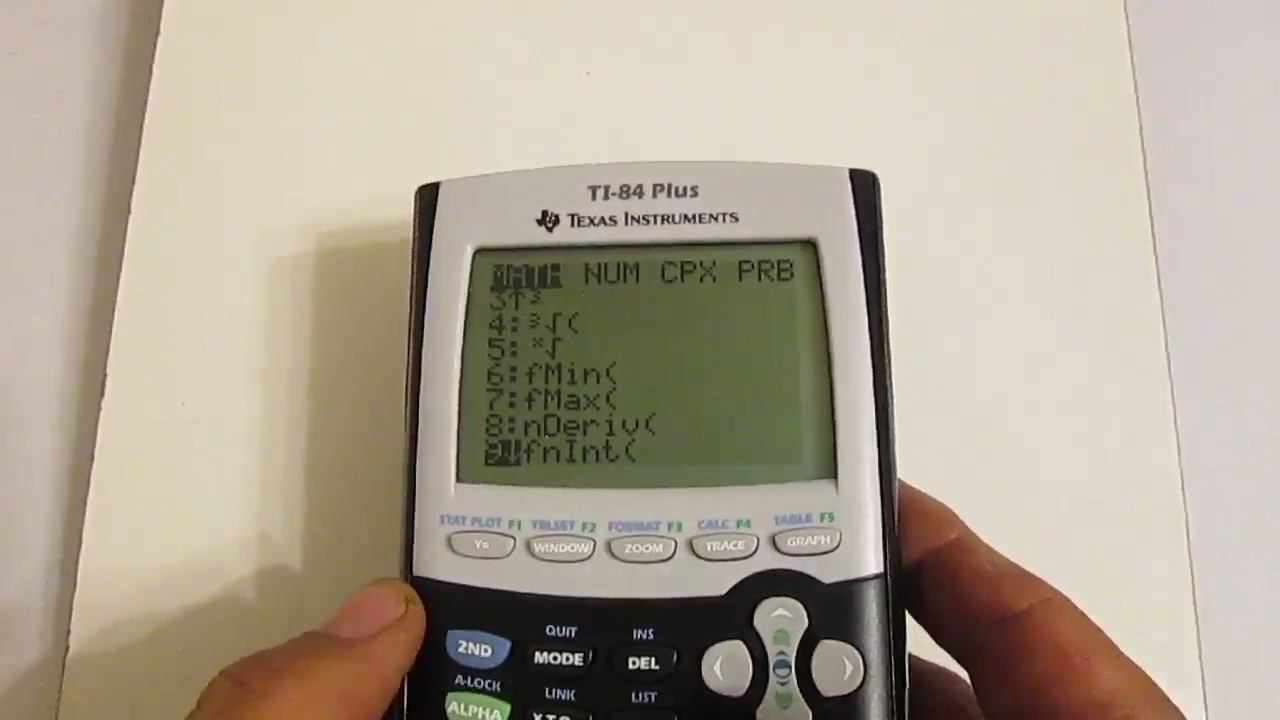 TI-84 Plus
TEXAS INSTRUMENTS
MATH NUM CPX PRB
3↑³
4:³√(
5:ˣ√
6:fMin(
7:fMax(
8:nDeriv(
9↓fnInt(
STAT PLOT F1 TBLSET F2 FORMAT F3 CALC F4 TABLE F5
Y= WINDOW ZOOM TRACE GRAPH
QUIT INS
2ND MODE DEL
A-LOCK LINK LIST
ALPHA